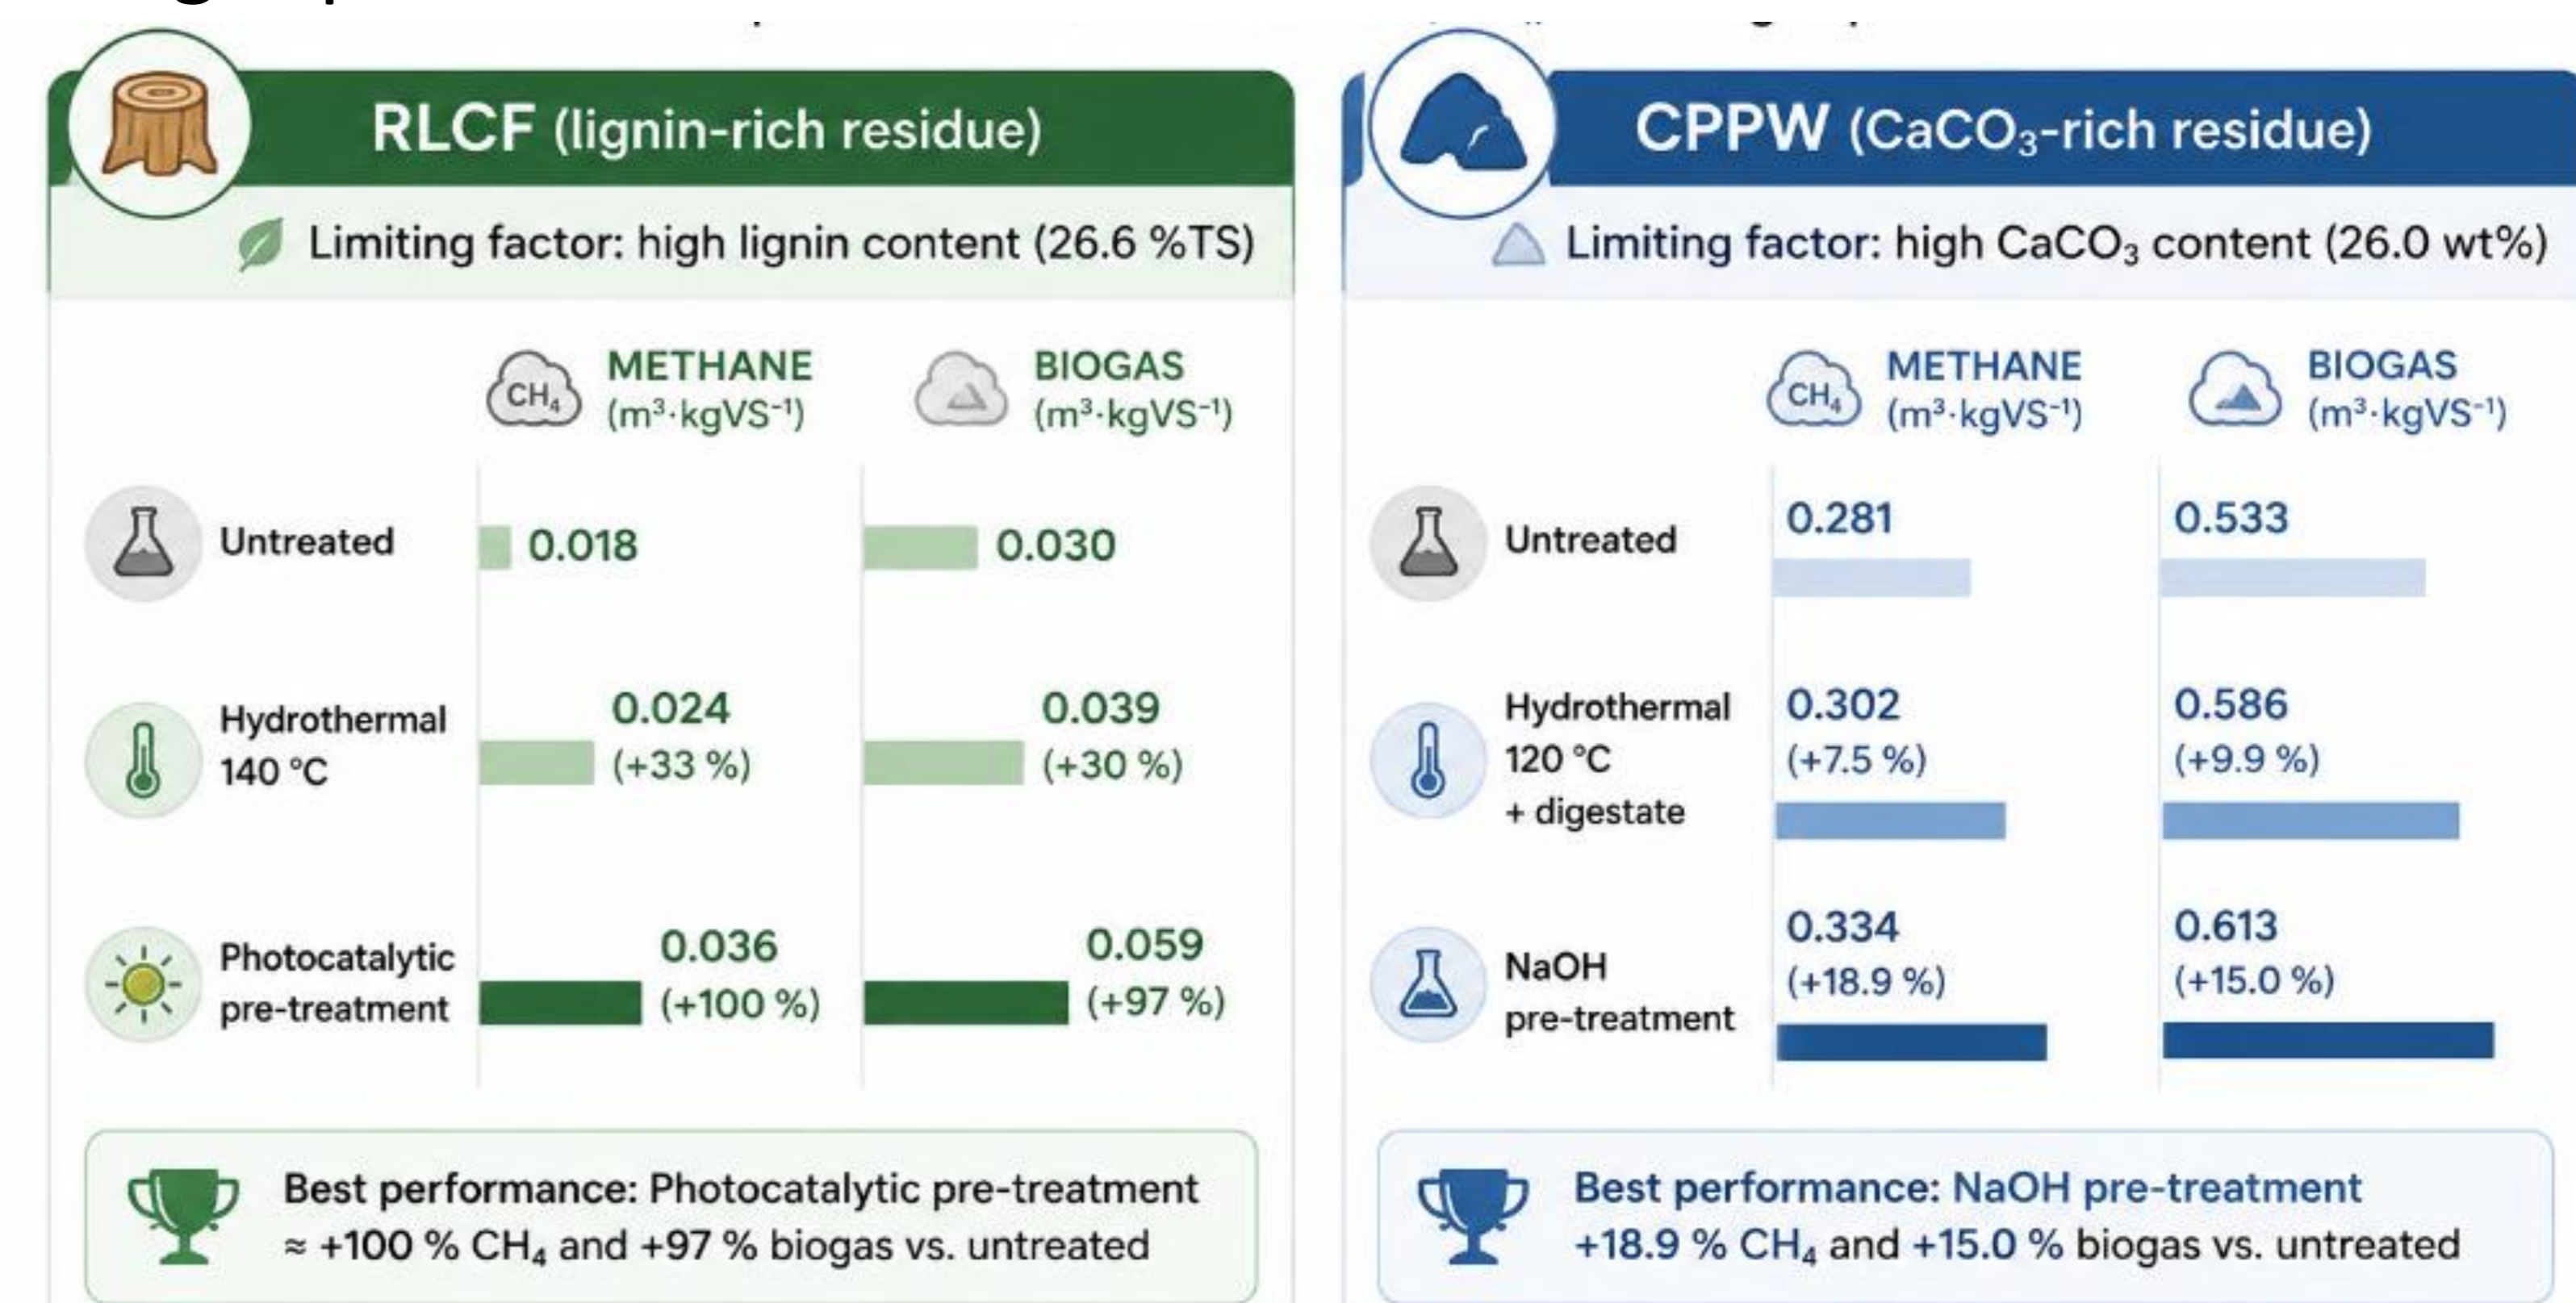 RLCF (lignin-rich residue)
Limiting factor: high lignin content (26.6 %TS)
CH₄
METHANE
(m³·kgVS⁻¹)
BIOGAS
(m³·kgVS⁻¹)
Untreated
0.018
0.030
Hydrothermal
140 °C
0.024
(+33 %)
0.039
(+30 %)
Photocatalytic
pre-treatment
0.036
(+100 %)
0.059
(+97 %)
Best performance: Photocatalytic pre-treatment
≈ +100 % CH₄ and +97 % biogas vs. untreated
CPPW (CaCO₃-rich residue)
Limiting factor: high CaCO₃ content (26.0 wt%)
CH₄
METHANE
(m³·kgVS⁻¹)
BIOGAS
(m³·kgVS⁻¹)
Untreated
0.281
0.533
Hydrothermal
120 °C
+ digestate
0.302
(+7.5 %)
0.586
(+9.9 %)
NaOH
pre-treatment
0.334
(+18.9 %)
0.613
(+15.0 %)
Best performance: NaOH pre-treatment
+18.9 % CH₄ and +15.0 % biogas vs. untreated